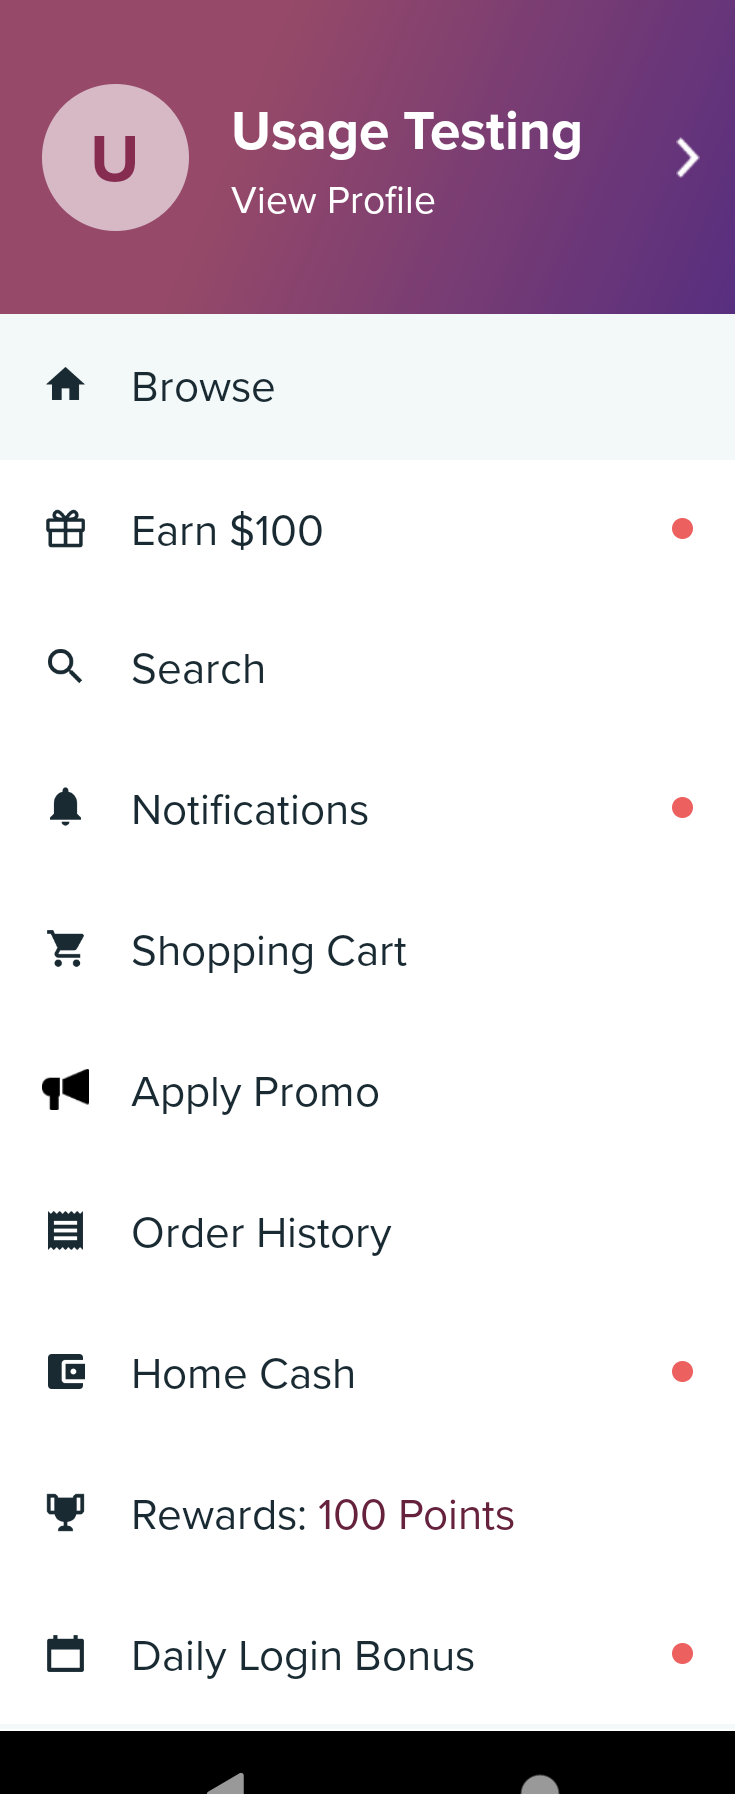 U
Usage Testing
View Profile
Browse
Earn $100
Search
Notifications
Shopping Cart
Apply Promo
Order History
Home Cash
Rewards: 100 Points
Daily Login Bonus